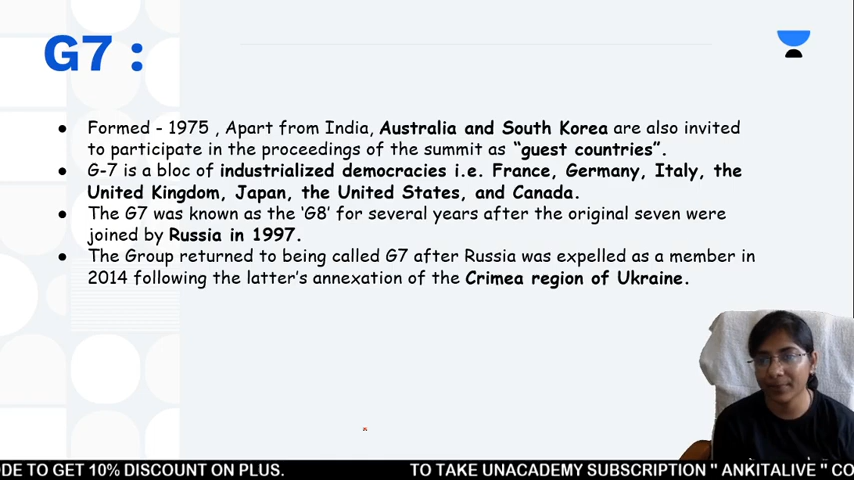 G7 :
● Formed - 1975 , Apart from India, Australia and South Korea are also invited
to participate in the proceedings of the summit as “guest countries”.
● G-7 is a bloc of industrialized democracies i.e. France, Germany, Italy, the
United Kingdom, Japan, the United States, and Canada.
● The G7 was known as the ‘G8’ for several years after the original seven were
joined by Russia in 1997.
● The Group returned to being called G7 after Russia was expelled as a member in
2014 following the latter’s annexation of the Crimea region of Ukraine.
DE TO GET 10% DISCOUNT ON PLUS. TO TAKE UNACADEMY SUBSCRIPTION " ANKITALIVE " CO